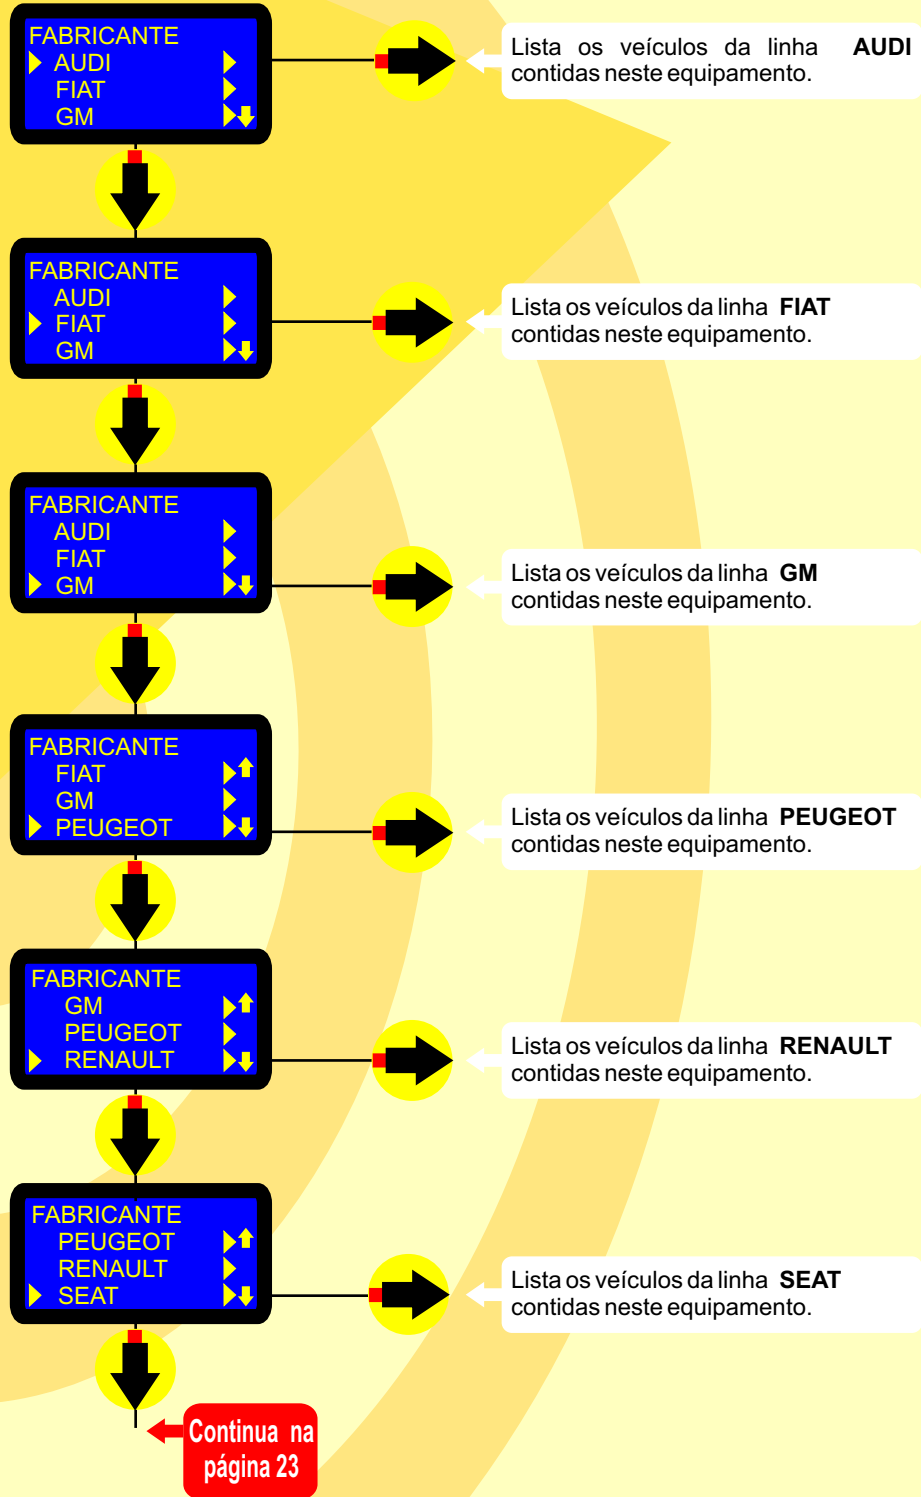 FABRICANTE
AUDI
FIAT
GM
Lista os veículos da linha AUDI
contidas neste equipamento.
FABRICANTE
AUDI
FIAT
GM
Lista os veículos da linha FIAT
contidas neste equipamento.
FABRICANTE
AUDI
FIAT
GM
Lista os veículos da linha GM
contidas neste equipamento.
FABRICANTE
FIAT
GM
PEUGEOT
Lista os veículos da linha PEUGEOT
contidas neste equipamento.
FABRICANTE
GM
PEUGEOT
RENAULT
Lista os veículos da linha RENAULT
contidas neste equipamento.
FABRICANTE
PEUGEOT
RENAULT
SEAT
Lista os veículos da linha SEAT
contidas neste equipamento.
Continua na
página 23